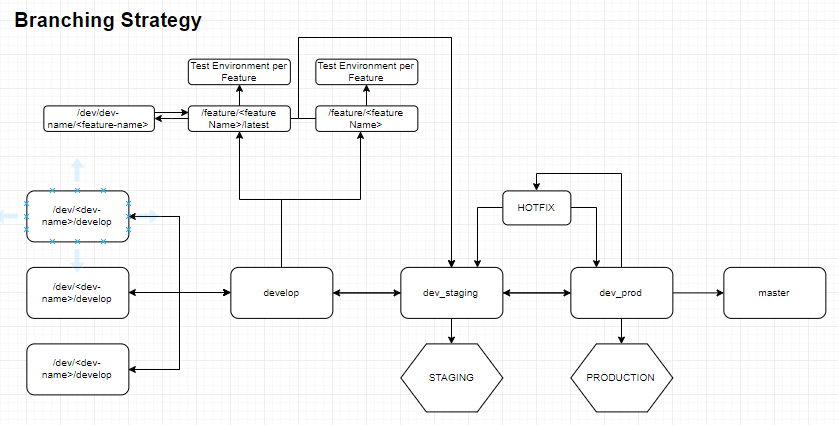 Branching Strategy
Test Environment per
Feature
Test Environment per
Feature
/dev/dev-
name/<feature-name>
/feature/<feature
Name>/latest
/feature/<feature
Name>
/dev/<dev-
name>/develop
HOTFIX
/dev/<dev-
name>/develop
develop
dev_staging
dev_prod
master
/dev/<dev-
name>/develop
STAGING
PRODUCTION